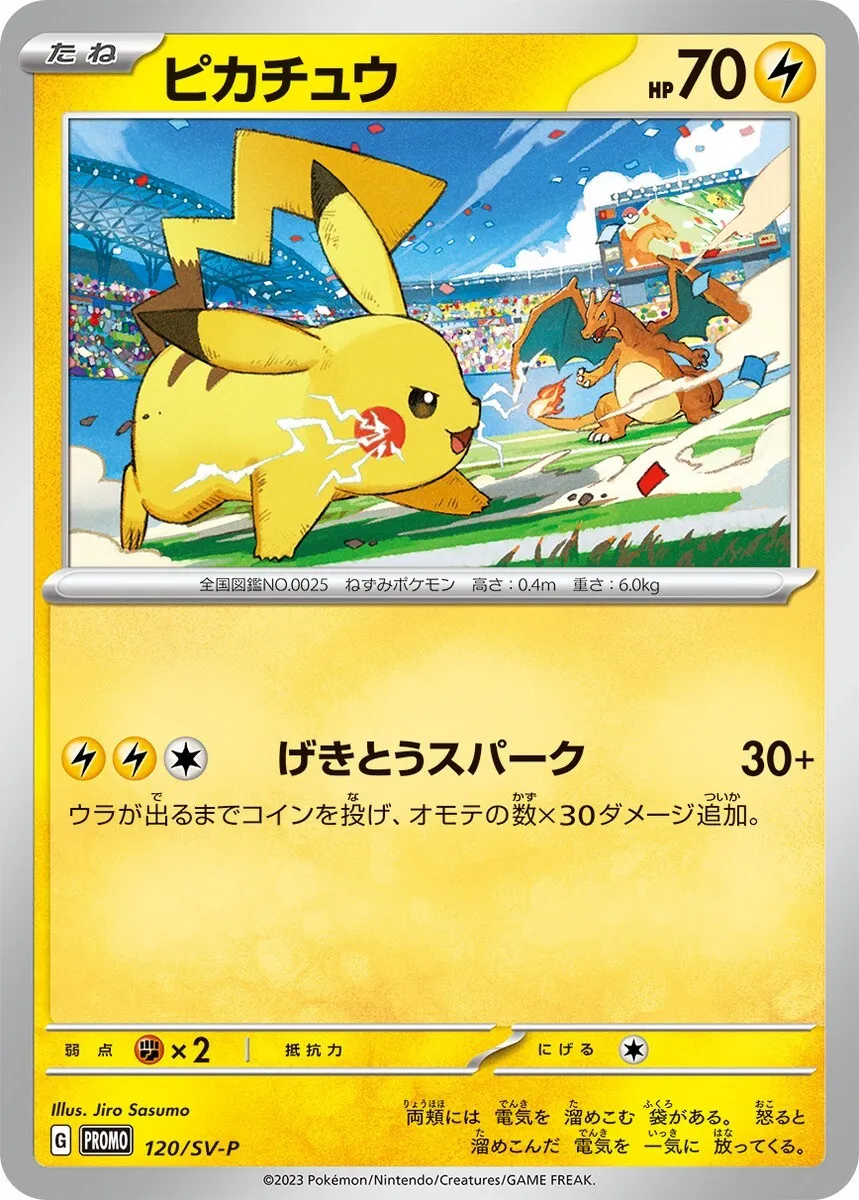 たね ピカチュウ HP70
全国図鑑NO.0025 ねずみポケモン 高さ:0.4m 重さ:6.0kg
げきとうスパーク 30+
ウラが出るまでコインを投げ、オモテの数×30ダメージ追加。
弱点 ×2 抵抗力 にげる
Illus. Jiro Sasumo
G PROMO 120/SV-P
両頬には 電気を 溜めこむ 袋がある。 怒ると
溜めこんだ 電気を 一気に 放ってくる。
©2023 Pokémon/Nintendo/Creatures/GAME FREAK.